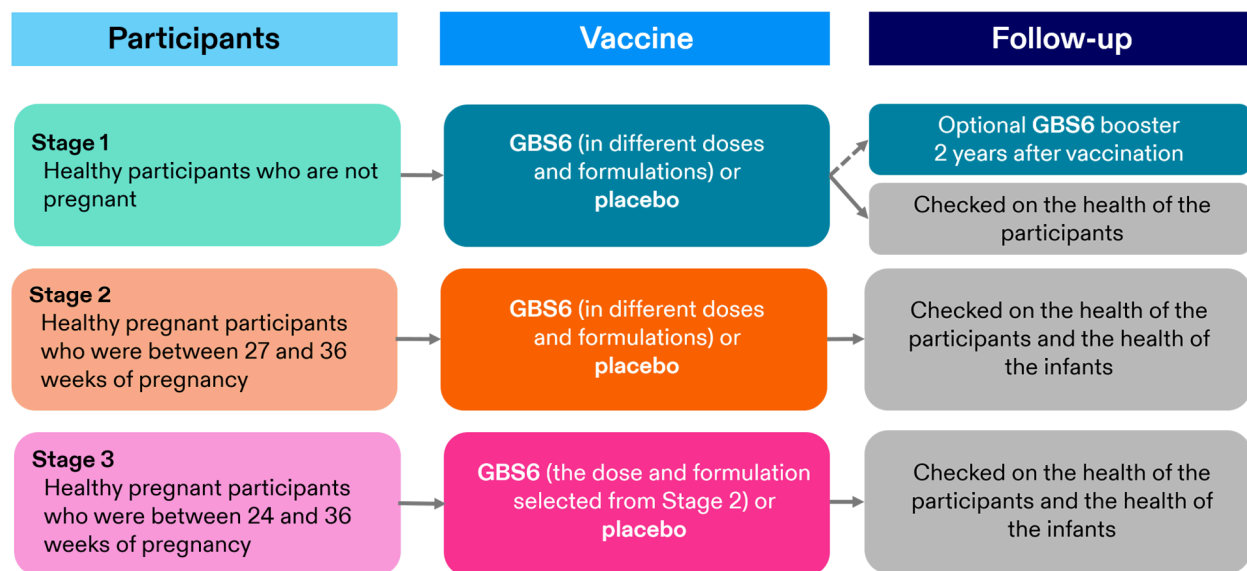 Participants
Vaccine
Follow-up
Stage 1
Healthy participants who are not
pregnant
GBS6 (in different doses
and formulations) or
placebo
Optional GBS6 booster
2 years after vaccination
Checked on the health of the
participants
Stage 2
Healthy pregnant participants
who were between 27 and 36
weeks of pregnancy
GBS6 (in different doses
and formulations) or
placebo
Checked on the health of the
participants and the health of
the infants
Stage 3
Healthy pregnant participants
who were between 24 and 36
weeks of pregnancy
GBS6 (the dose and formulation
selected from Stage 2) or
placebo
Checked on the health of the
participants and the health of
the infants